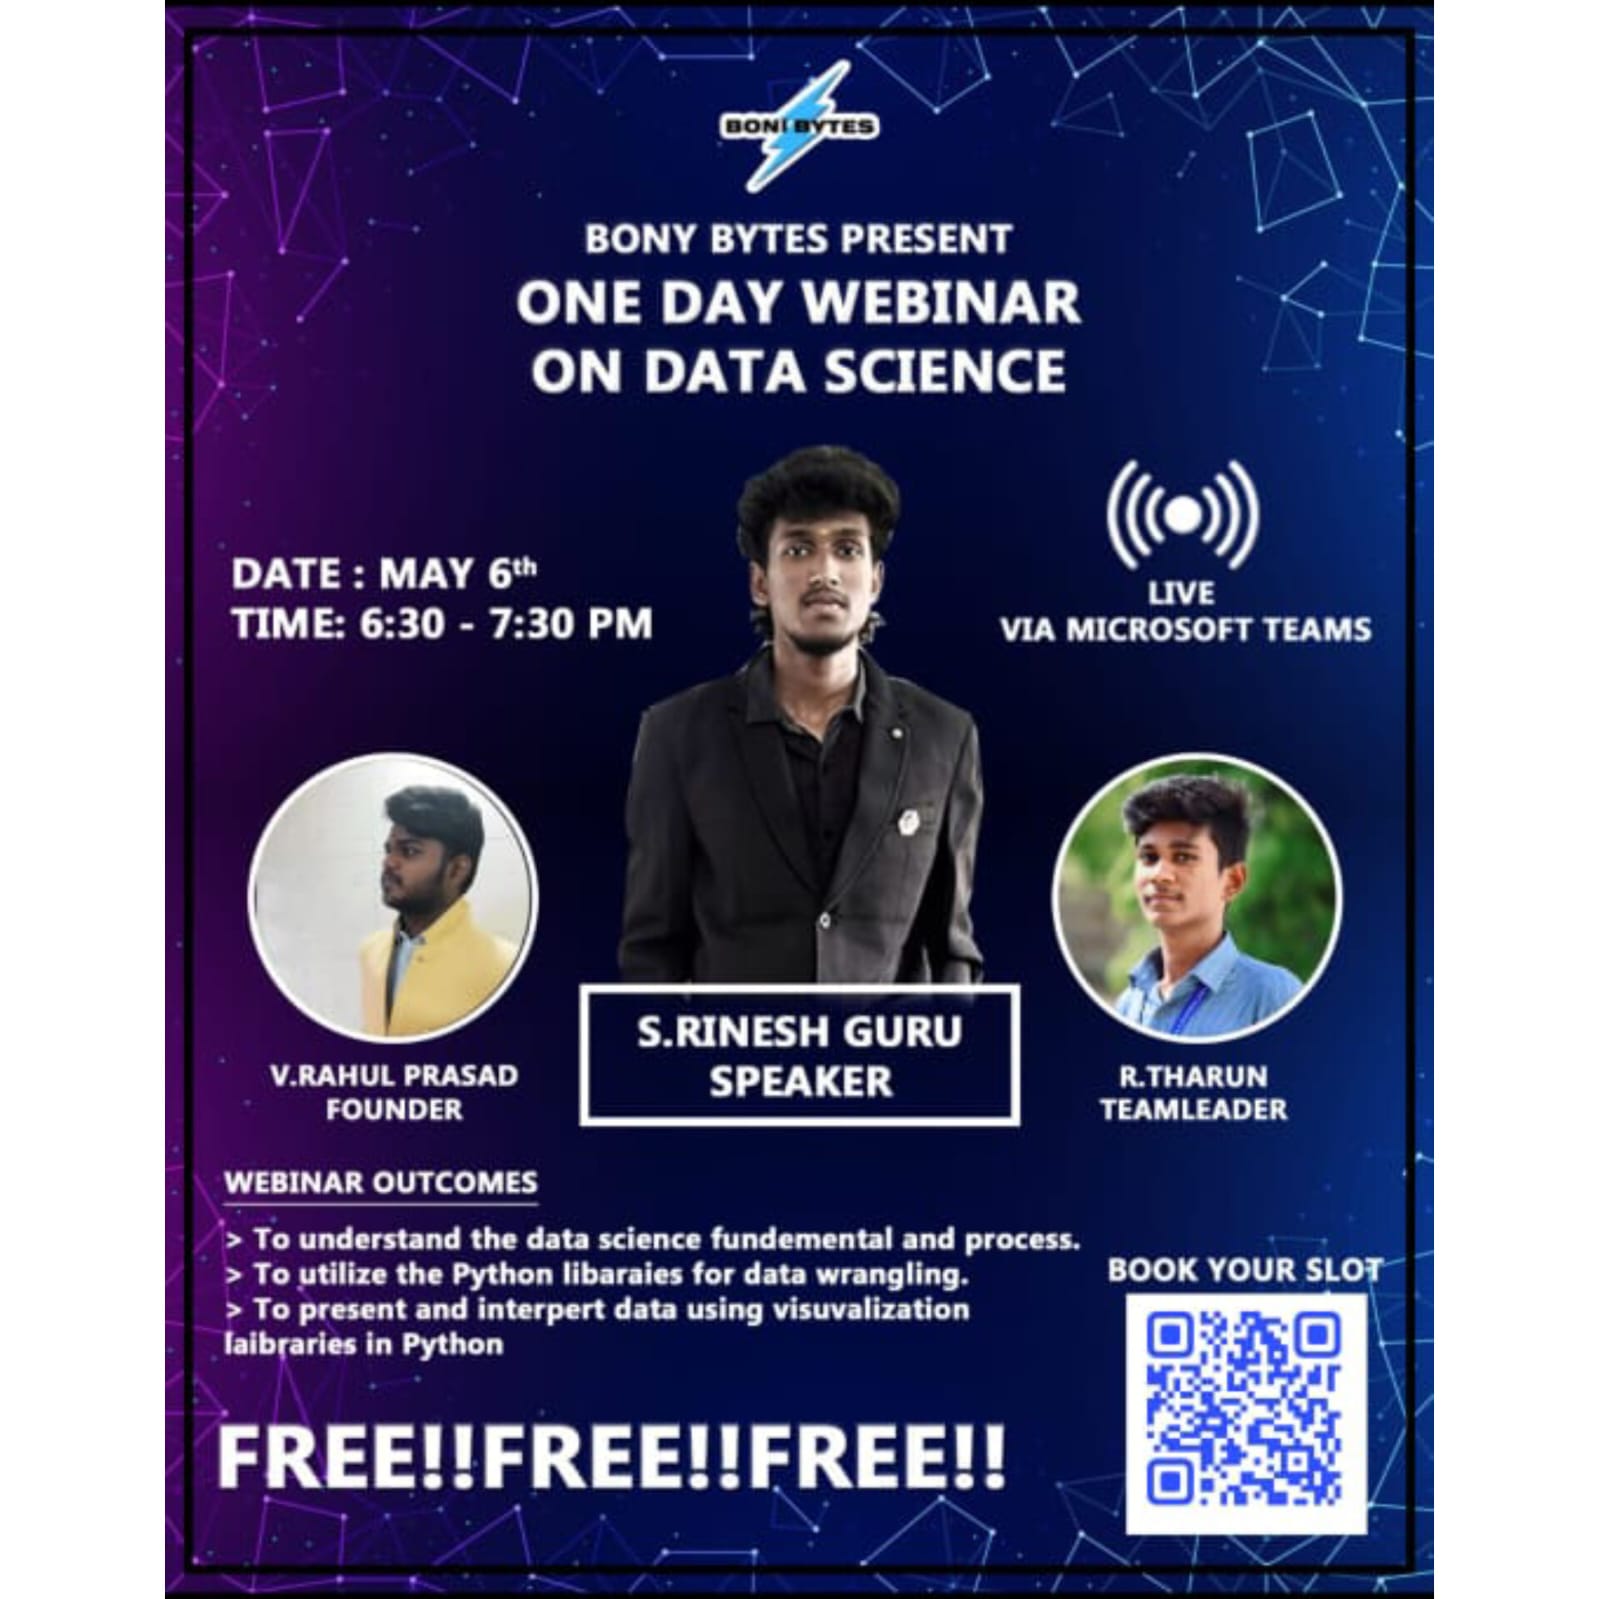 BONI BYTES
BONY BYTES PRESENT
ONE DAY WEBINAR
ON DATA SCIENCE
DATE : MAY 6th
TIME: 6:30 - 7:30 PM
LIVE
VIA MICROSOFT TEAMS
V.RAHUL PRASAD
FOUNDER
S.RINESH GURU
SPEAKER
R.THARUN
TEAMLEADER
WEBINAR OUTCOMES
> To understand the data science fundemental and process.
> To utilize the Python libaraies for data wrangling.
> To present and interpert data using visuvalization
laibraries in Python
BOOK YOUR SLOT
FREE!!FREE!!FREE!!